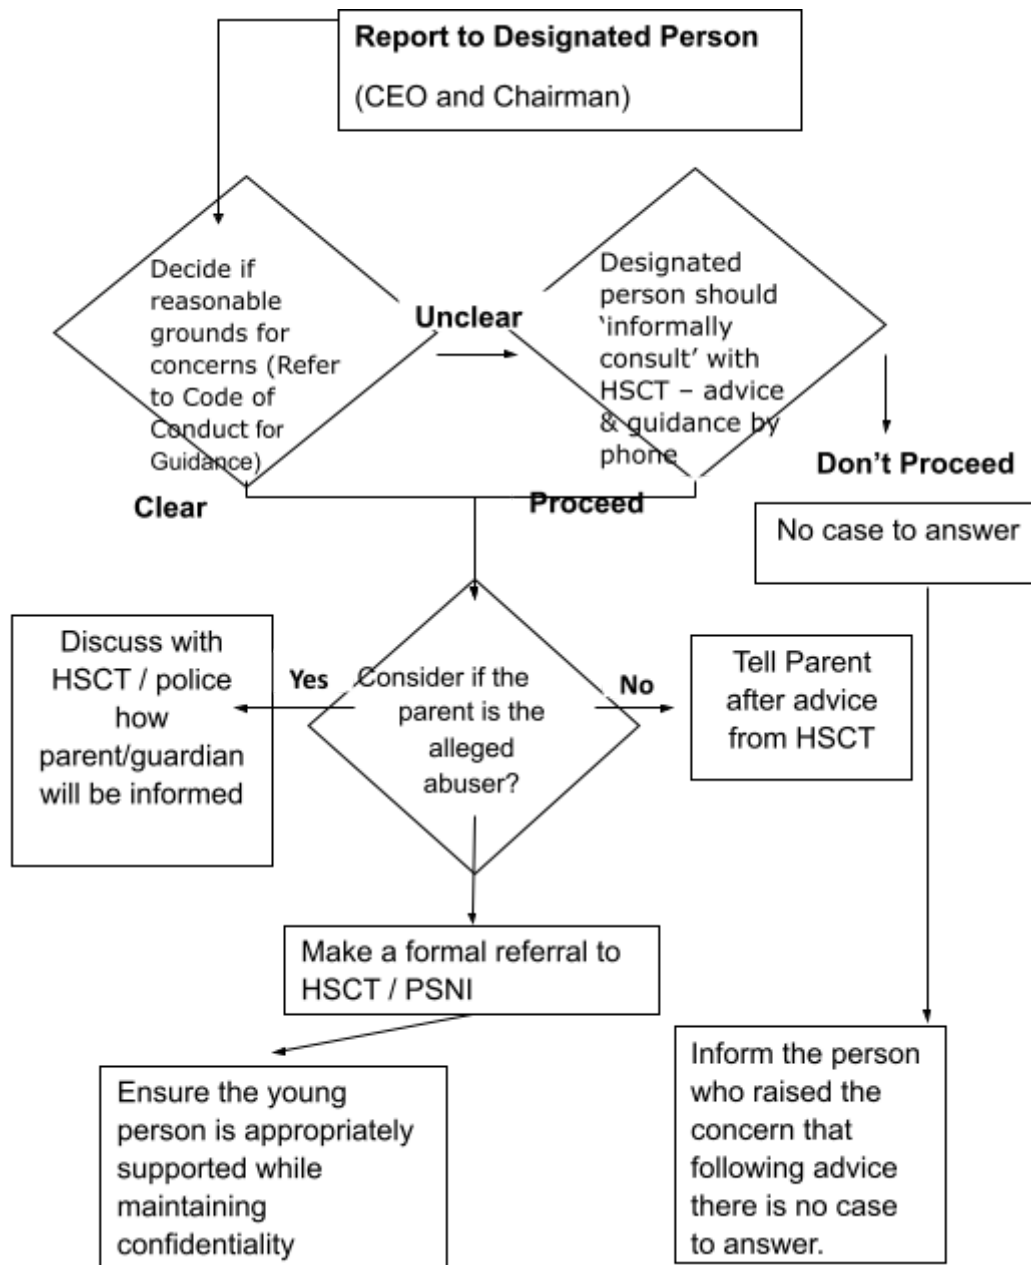 Report to Designated Person
(CEO and Chairman)
Decide if
reasonable
grounds for
concerns (Refer
to Code of
Conduct for
Guidance)
Unclear
Designated
person should
‘informally
consult’ with
HSCT – advice
& guidance by
phone
Clear
Proceed
Don’t Proceed
No case to answer
Discuss with
HSCT / police
how
parent/guardian
will be informed
Yes
Consider if the
parent is the
alleged
abuser?
No
Tell Parent
after advice
from HSCT
Make a formal referral to
HSCT / PSNI
Ensure the young
person is appropriately
supported while
maintaining
confidentiality
Inform the person
who raised the
concern that
following advice
there is no case
to answer.